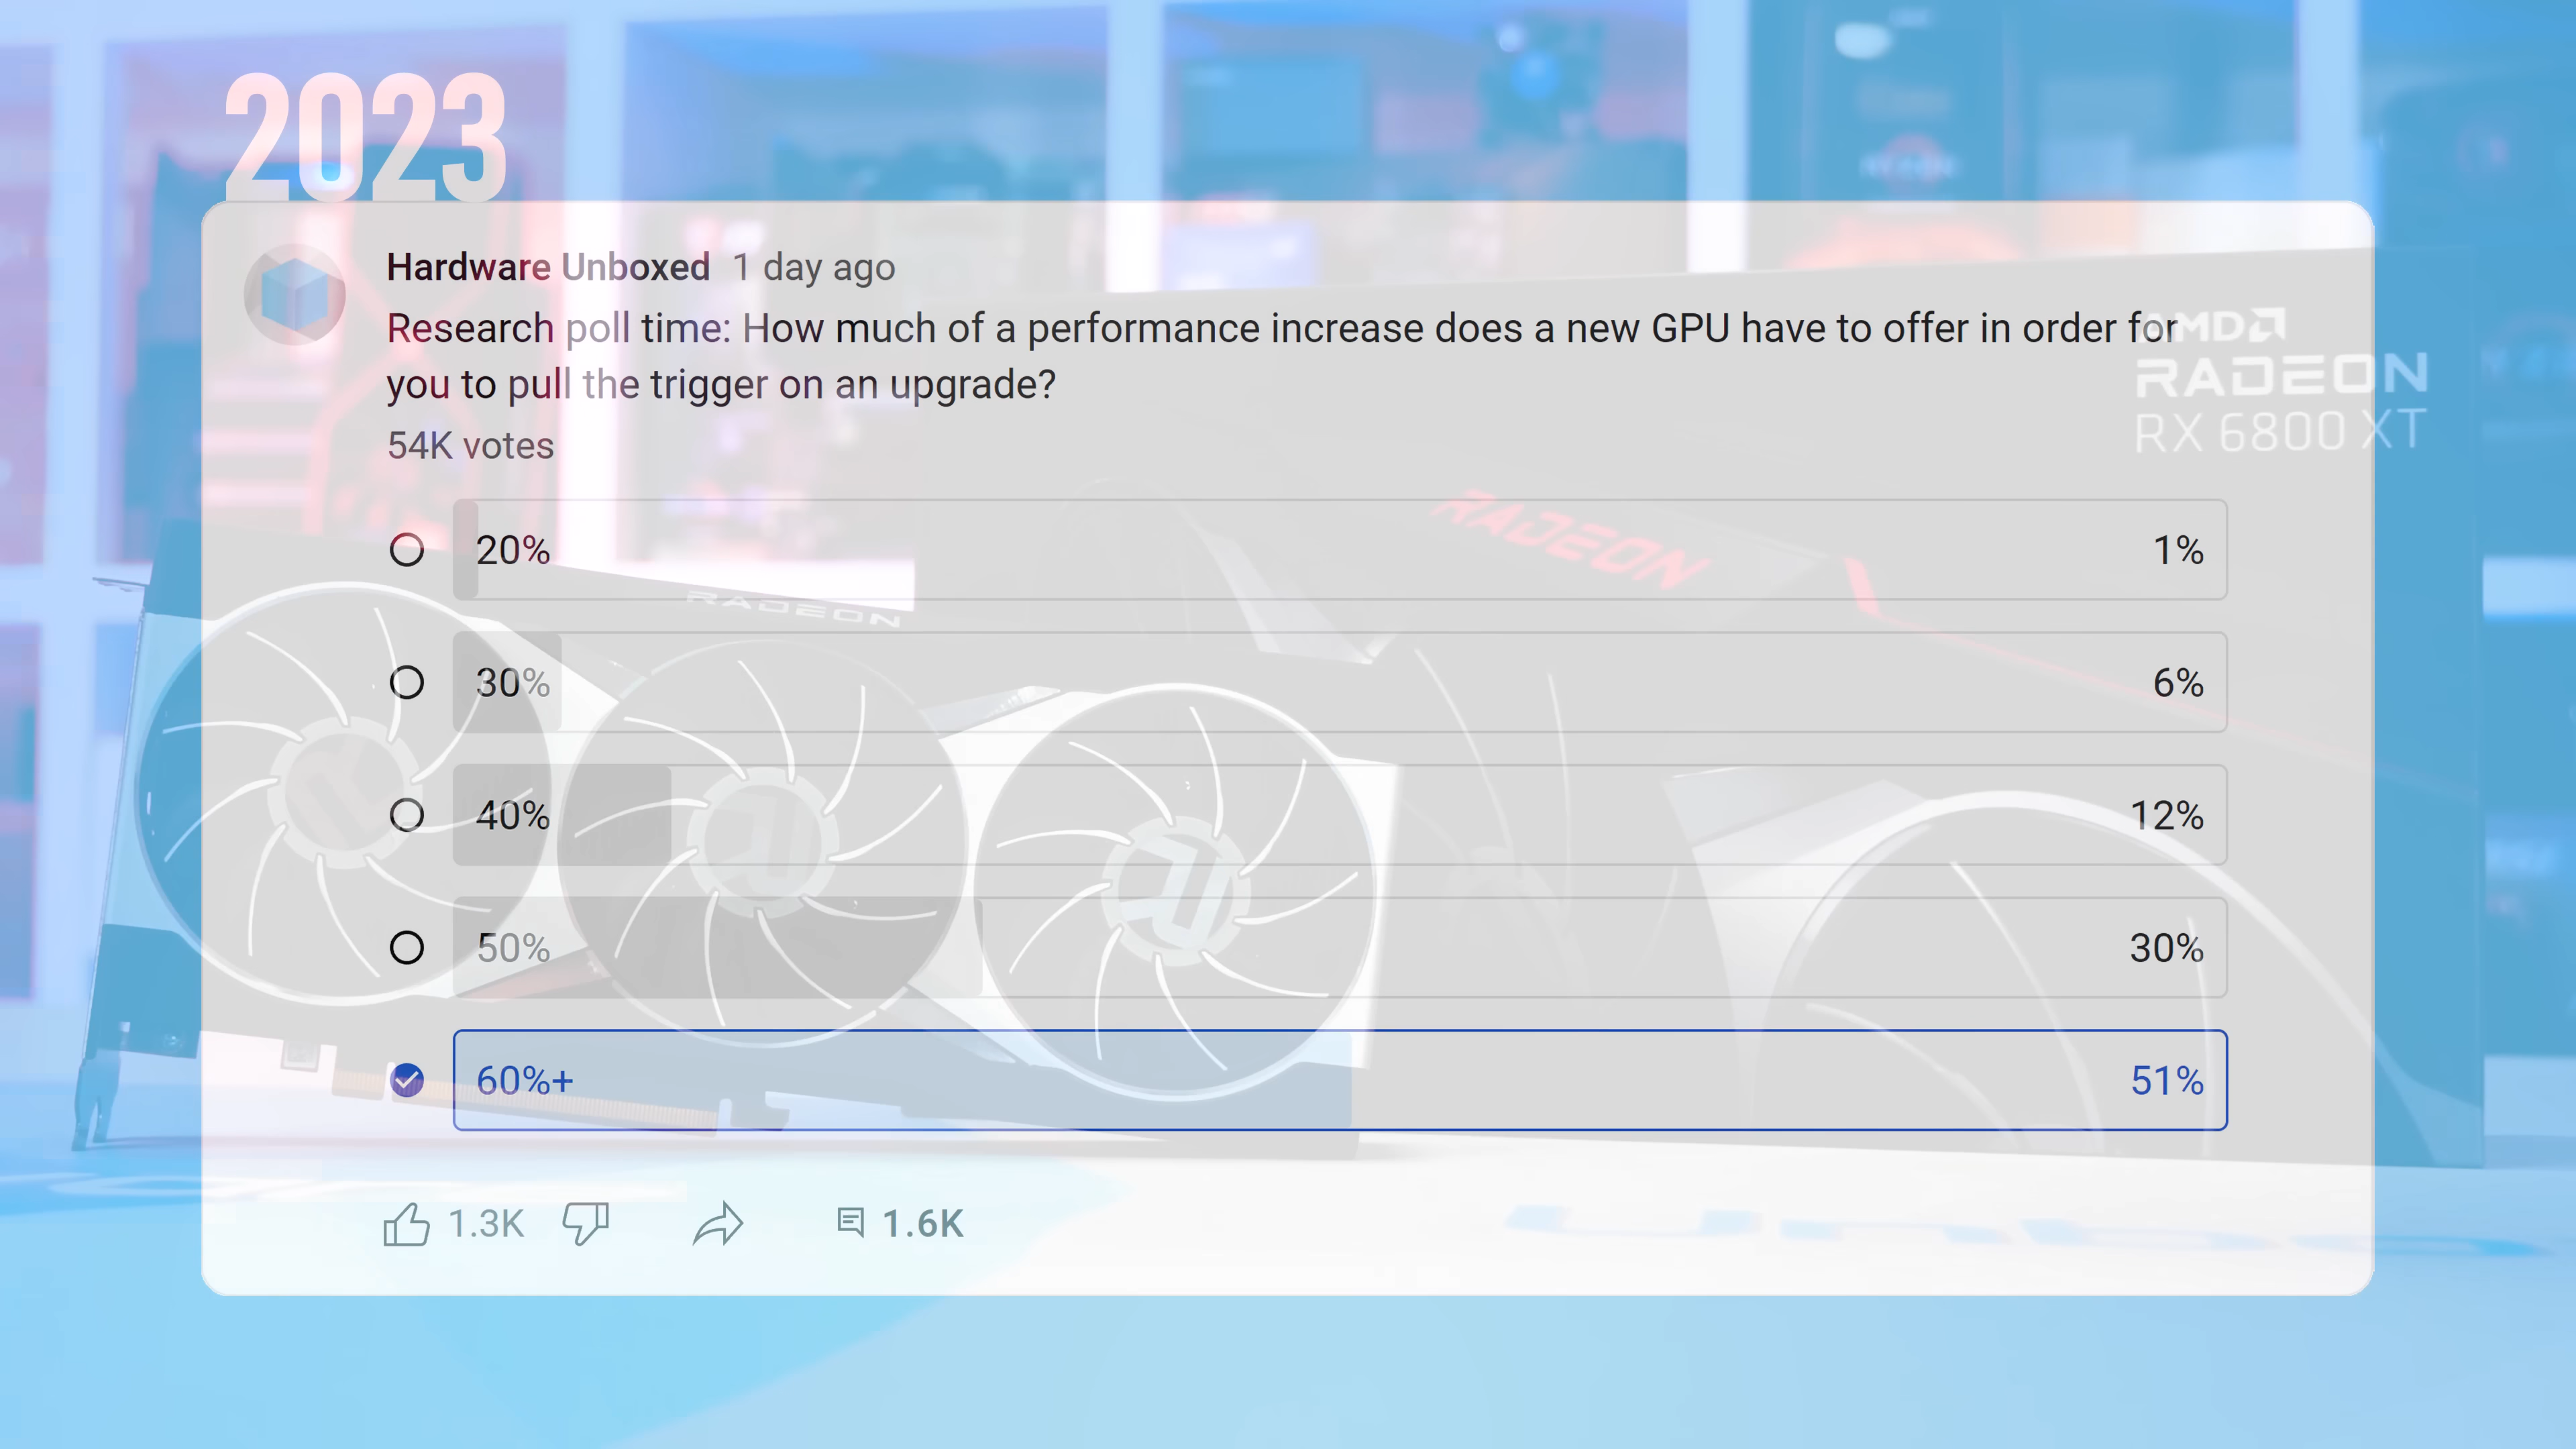 2023
Hardware Unboxed 1 day ago
Research poll time: How much of a performance increase does a new GPU have to offer in order for
you to pull the trigger on an upgrade?
54K votes
AMD
RADEON
RX 6800 XT
RADEON
RADEON
20% 1%
30% 6%
40% 12%
50% 30%
60%+ 51%
1.3K 1.6K